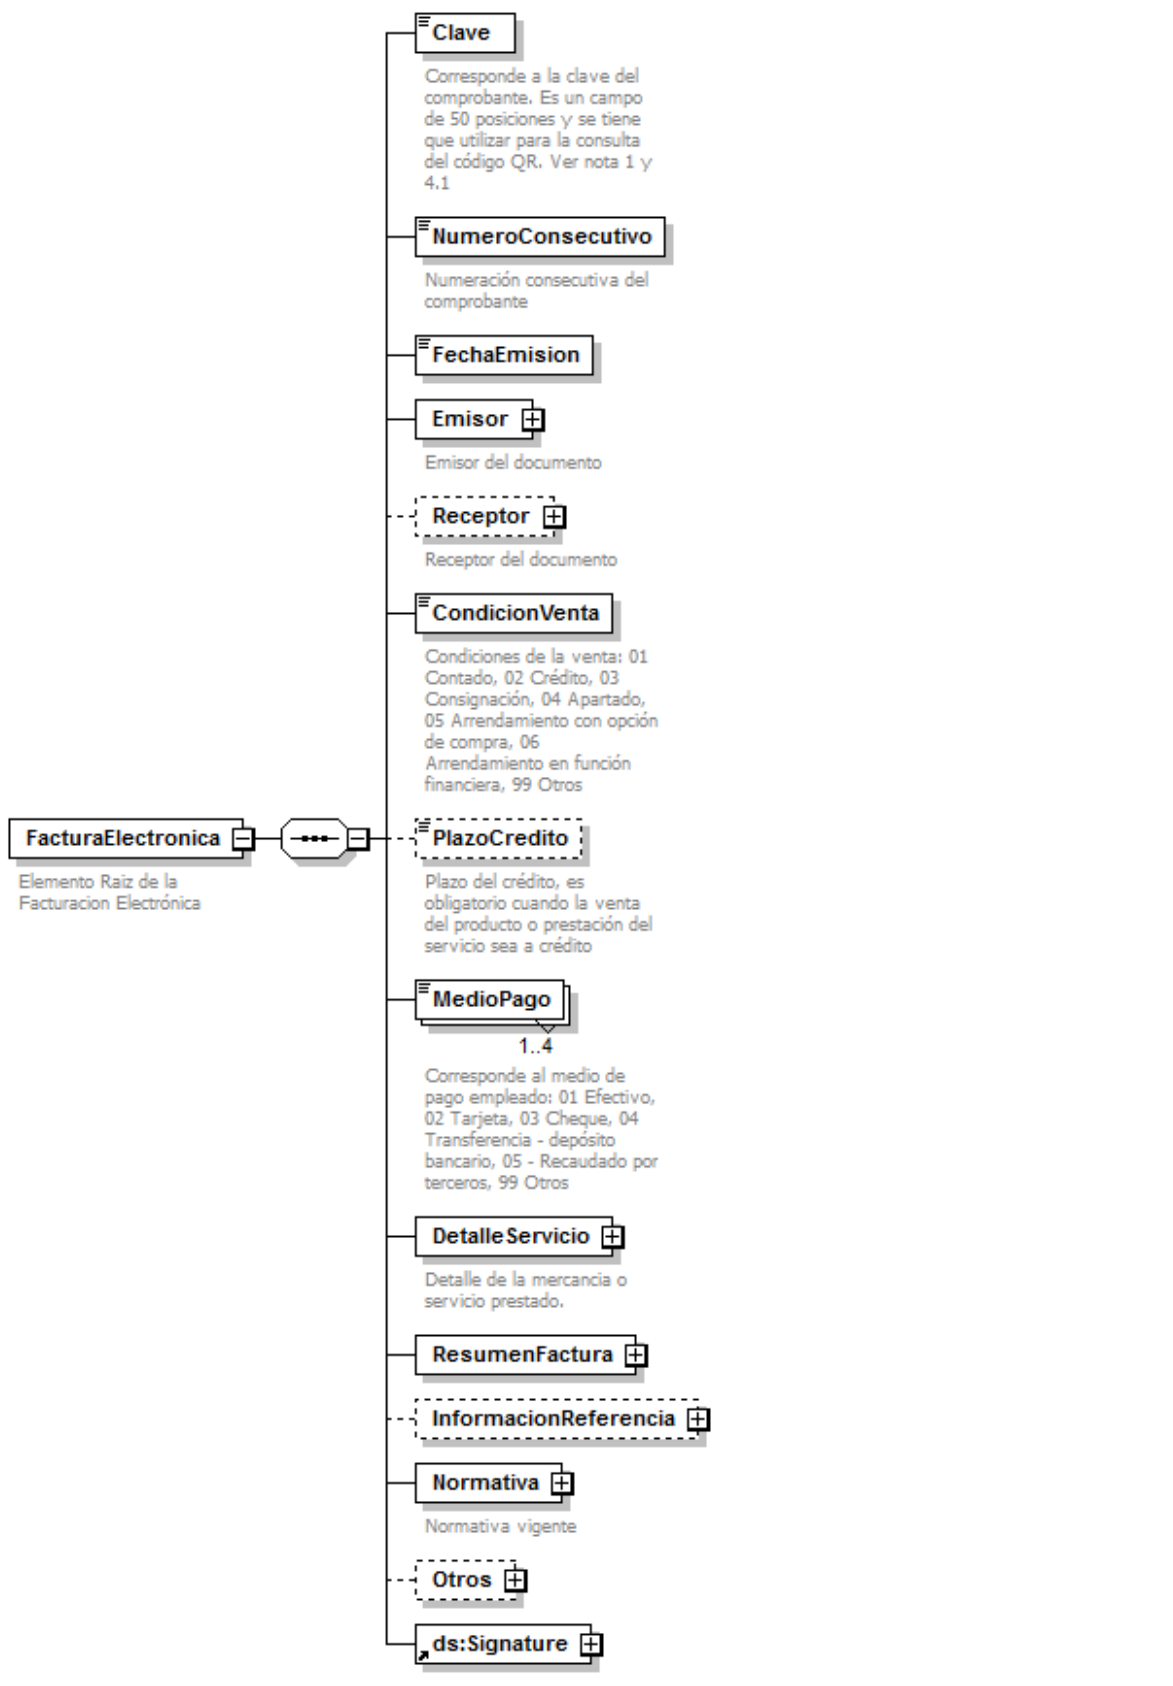 Clave
Corresponde a la clave del
comprobante. Es un campo
de 50 posiciones y se tiene
que utilizar para la consulta
del código QR. Ver nota 1 y
4.1
NumeroConsecutivo
Numeración consecutiva del
comprobante
FechaEmision
Emisor
Emisor del documento
Receptor
Receptor del documento
CondicionVenta
Condiciones de la venta: 01
Contado, 02 Crédito, 03
Consignación, 04 Apartado,
05 Arrendamiento con opción
de compra, 06
Arrendamiento en función
financiera, 99 Otros
FacturaElectronica
Elemento Raiz de la
Facturacion Electrónica
PlazoCredito
Plazo del crédito, es
obligatorio cuando la venta
del producto o prestación del
servicio sea a crédito
MedioPago
1..4
Corresponde al medio de
pago empleado: 01 Efectivo,
02 Tarjeta, 03 Cheque, 04
Transferencia - depósito
bancario, 05 - Recaudado por
terceros, 99 Otros
DetalleServicio
Detalle de la mercancia o
servicio prestado.
ResumenFactura
InformacionReferencia
Normativa
Normativa vigente
Otros
ds:Signature